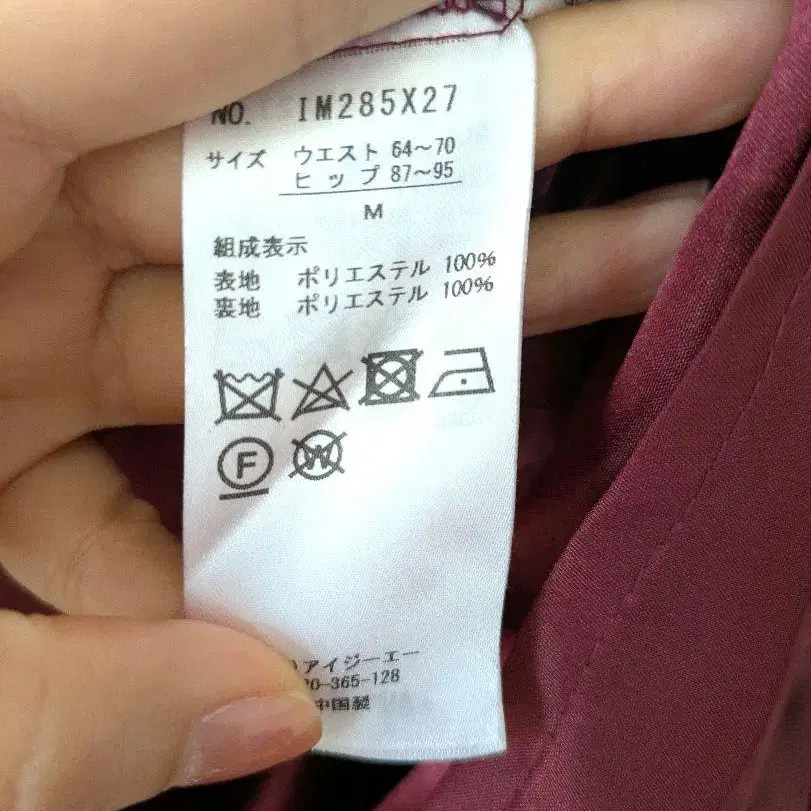 NO. IM285X27
サイズ ウエスト 64～70
ヒップ 87～95
M
組成表示
表地 ポリエステル 100%
裏地 ポリエステル 100%
F
W
アイジーエー
0-365-128
中国製